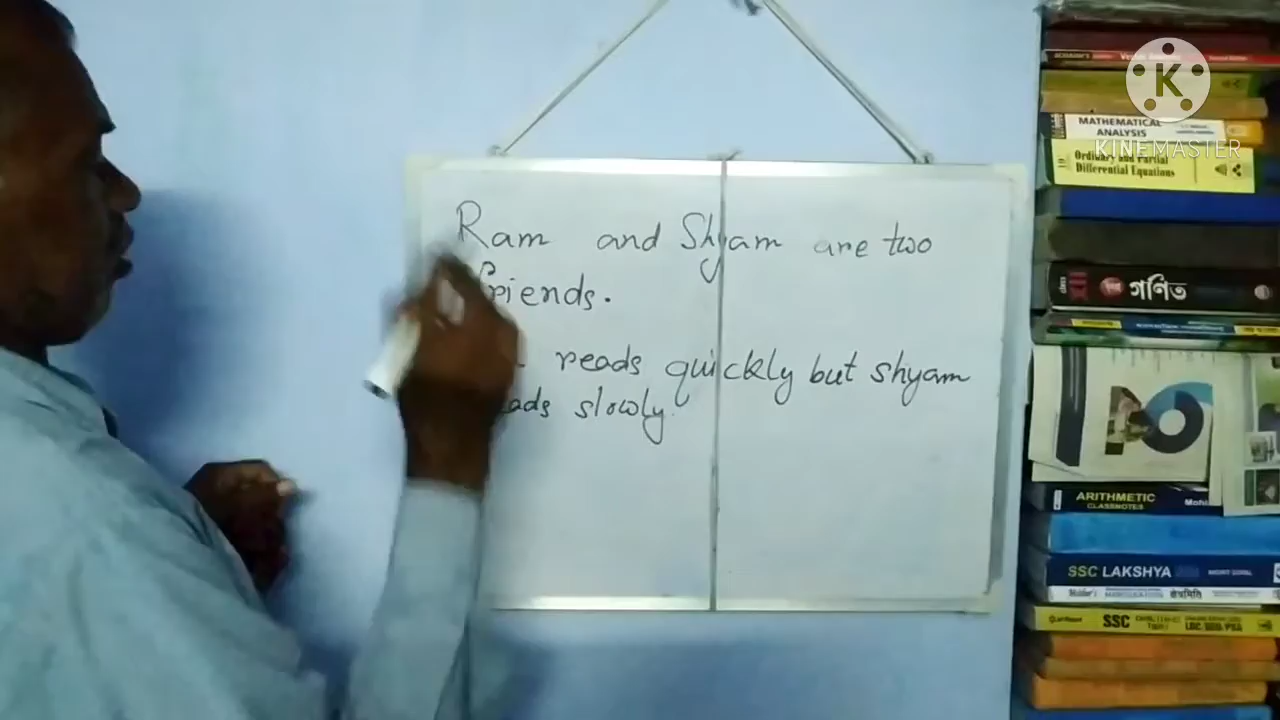 Ram and Shyam are two
friends.
reads quickly but shyam
slowly.
K
KINEMASTER
MATHEMATICAL
ANALYSIS
Ordinary and Partial
Differential Equations
গণিত
ARITHMETIC
CLASSNOTES
SSC LAKSHYA
SSC